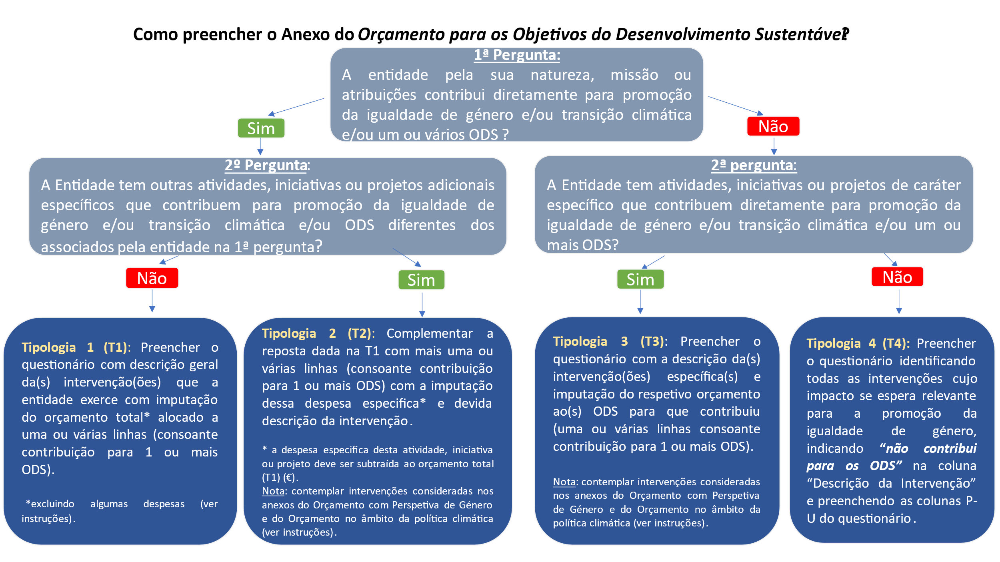 Como preencher o Anexo do Orçamento para os Objetivos do Desenvolvimento Sustentável?
1ª Pergunta:
A entidade pela sua natureza, missão ou
atribuições contribui diretamente para promoção
da igualdade de género e/ou transição climática
e/ou um ou vários ODS ?
Sim
Não
2º Pergunta:
A Entidade tem outras atividades, iniciativas ou projetos adicionais
específicos que contribuem para promoção da igualdade de
género e/ou transição climática e/ou ODS diferentes dos
associados pela entidade na 1ª pergunta?
2ª pergunta:
A Entidade tem atividades, iniciativas ou projetos de caráter
específico que contribuem diretamente para promoção da
igualdade de género e/ou transição climática e/ou um ou
mais ODS?
Não
Sim
Sim
Não
Tipologia 1 (T1): Preencher o
questionário com descrição geral
da(s) intervenção(ões) que a
entidade exerce com imputação
do orçamento total* alocado a
uma ou várias linhas (consoante
contribuição para 1 ou mais
ODS).
*excluindo algumas despesas (ver
instruções).
Tipologia 2 (T2): Complementar a
reposta dada na T1 com mais uma ou
várias linhas (consoante contribuição
para 1 ou mais ODS) com a imputação
dessa despesa especifica* e devida
descrição da intervenção.
* a despesa especifica desta atividade, iniciativa
ou projeto deve ser subtraída ao orçamento total
(T1) (€).
Nota: contemplar intervenções consideradas nos
anexos do Orçamento com Perspetiva de Género
e do Orçamento no âmbito da política climática
(ver instruções).
Tipologia 3 (T3): Preencher o
questionário com a descrição da(s)
intervenção(ões) específica(s) e
imputação do respetivo orçamento
ao(s) ODS para que contribuiu
(uma ou várias linhas consoante
contribuição para 1 ou mais ODS).
Nota: contemplar intervenções consideradas
nos anexos do Orçamento com Perspetiva
de Género e do Orçamento no âmbito da
política climática (ver instruções).
Tipologia 4 (T4): Preencher
o questionário identificando
todas as intervenções cujo
impacto se espera relevante
para a promoção da
igualdade de género,
indicando “não contribui
para os ODS” na coluna
“Descrição da Intervenção”
e preenchendo as colunas P-
U do questionário.